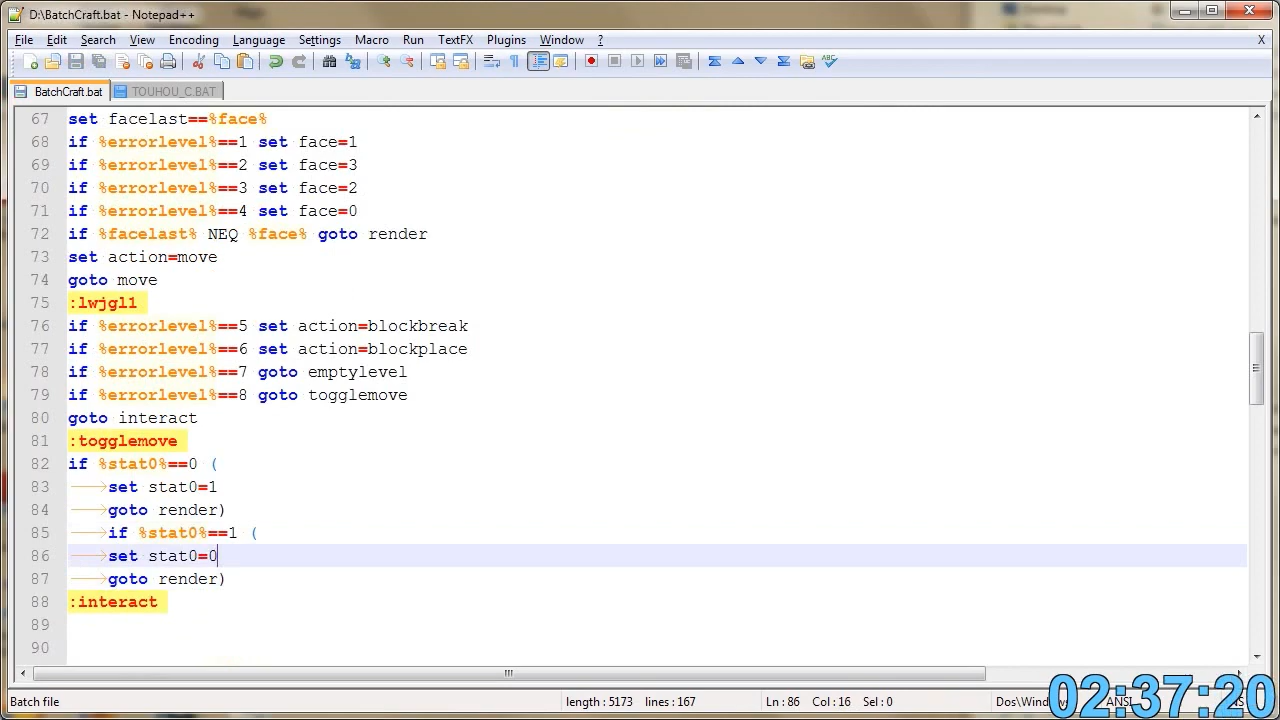 D:\BatchCraft.bat - Notepad++
File Edit Search View Encoding Language Settings Macro Run TextFX Plugins Window ? X
BatchCraft.bat TOUHOU_C.BAT
67 set facelast==%face%
68 if %errorlevel%==1 set face=1
69 if %errorlevel%==2 set face=3
70 if %errorlevel%==3 set face=2
71 if %errorlevel%==4 set face=0
72 if %facelast% NEQ %face% goto render
73 set action=move
74 goto move
75 :lwjgl1
76 if %errorlevel%==5 set action=blockbreak
77 if %errorlevel%==6 set action=blockplace
78 if %errorlevel%==7 goto emptylevel
79 if %errorlevel%==8 goto togglemove
80 goto interact
81 :togglemove
82 if %stat0%==0 (
83 set stat0=1
84 goto render)
85 if %stat0%==1 (
86 set stat0=0
87 goto render)
88 :interact
89
90
Batch file length : 5173 lines : 167 Ln : 86 Col : 16 Sel : 0 Dos\Wind ANSI
02:37:20